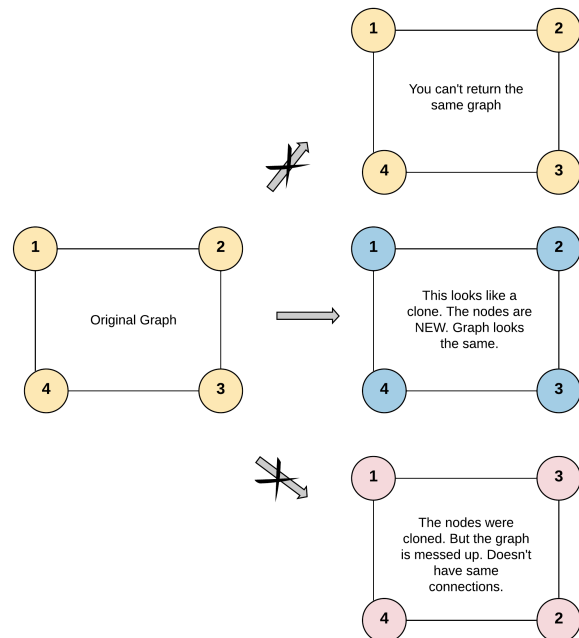 1
2
You can't return the
same graph
4
3
1
2
Original Graph
4
3
1
2
This looks like a
clone. The nodes are
NEW. Graph looks
the same.
4
3
1
3
The nodes were
cloned. But the graph
is messed up. Doesn't
have same
connections.
4
2